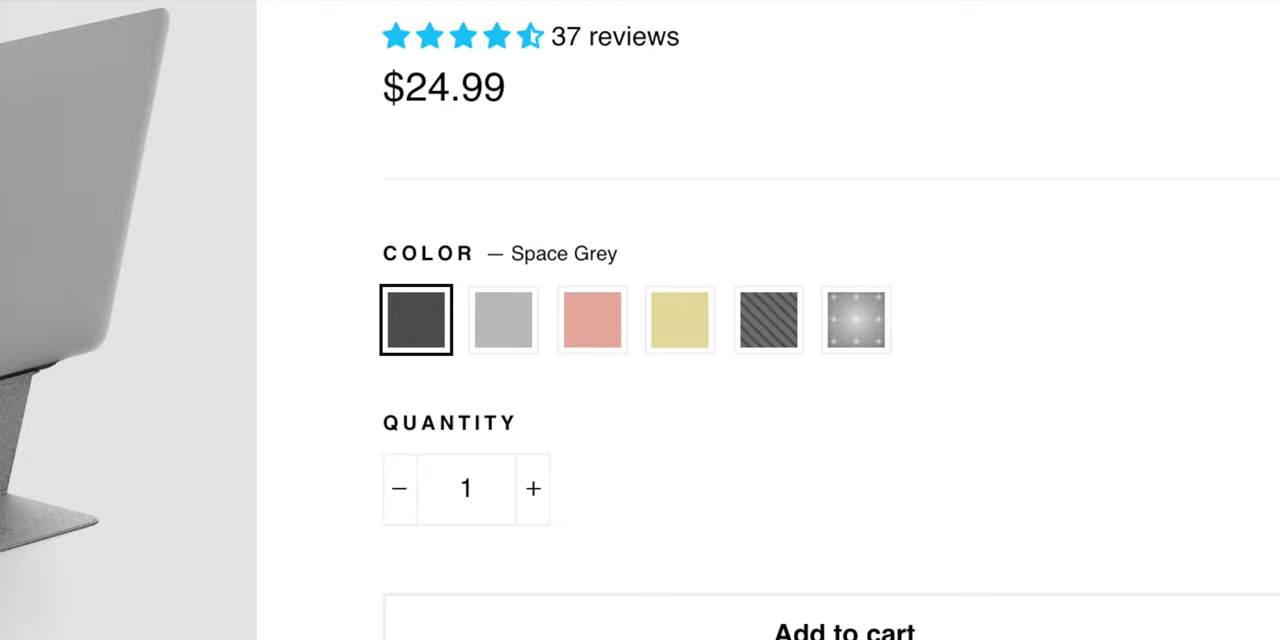 37 reviews
$24.99
COLOR — Space Grey
QUANTITY
− 1 +
Add to cart